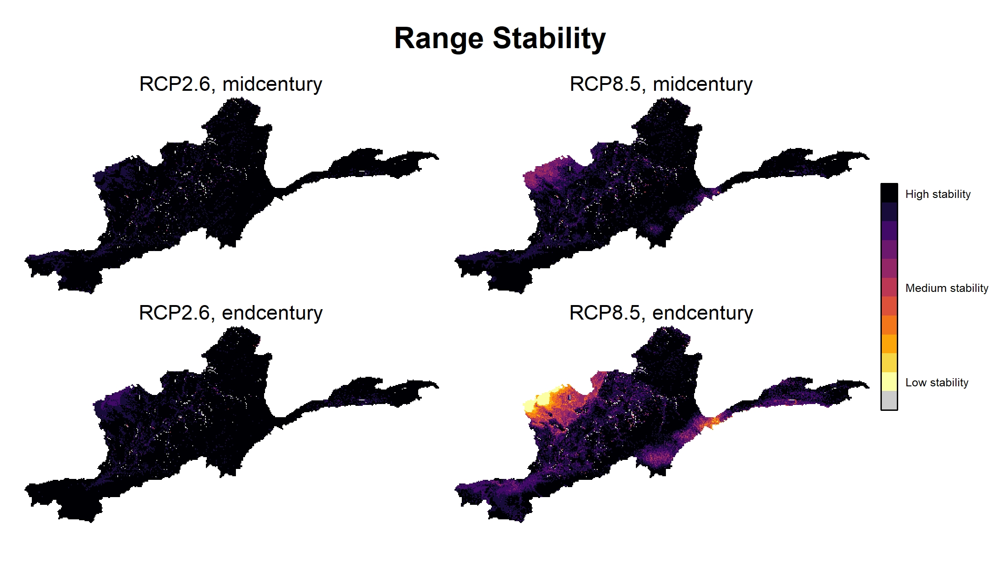 Range Stability
RCP2.6, midcentury
RCP8.5, midcentury
High stability
Medium stability
RCP2.6, endcentury
RCP8.5, endcentury
Low stability